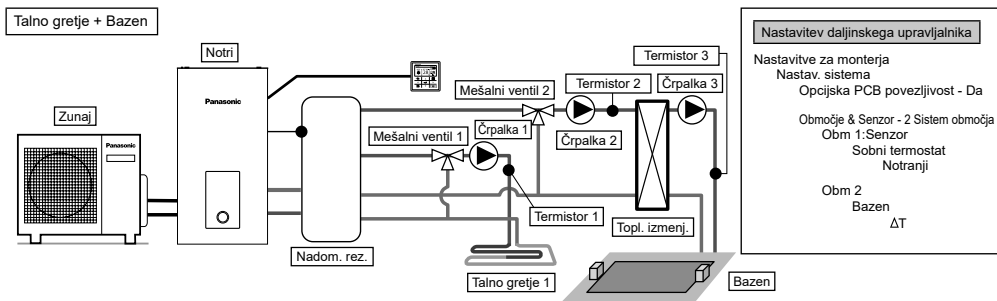 Talno gretje + Bazen
Notri
Zunaj
Panasonic
Panasonic
Mešalni ventil 2
Termistor 2
Termistor 3
Črpalka 3
Mešalni ventil 1
Črpalka 1
Črpalka 2
Termistor 1
Topl. izmenj.
Nadom. rez.
Talno gretje 1
Bazen
Nastavitev daljinskega upravljalnika
Nastavitve za monterja
Nastav. sistema
Opcijska PCB povezljivost - Da
Območje & Senzor - 2 Sistem območja
Obm 1:Senzor
Sobni termostat
Notranji
Obm 2
Bazen
ΔT